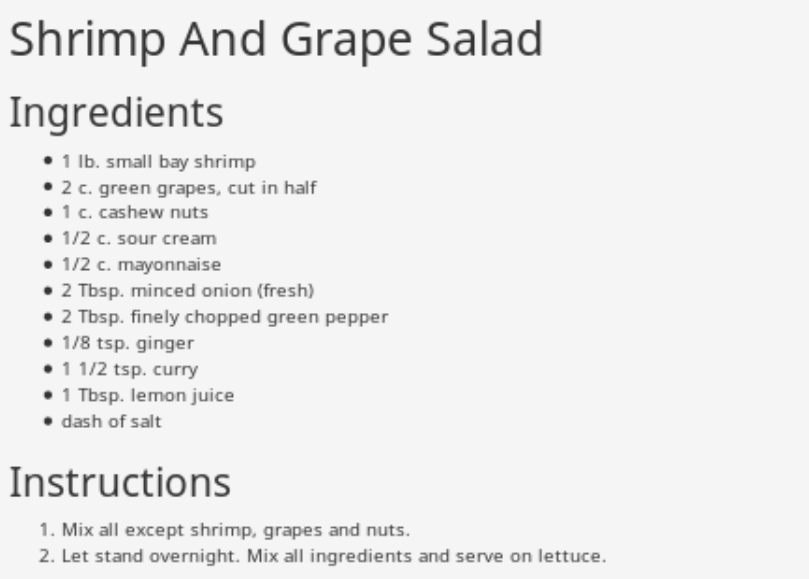 Shrimp And Grape Salad
Ingredients
• 1 lb. small bay shrimp
• 2 c. green grapes, cut in half
• 1 c. cashew nuts
• 1/2 c. sour cream
• 1/2 c. mayonnaise
• 2 Tbsp. minced onion (fresh)
• 2 Tbsp. finely chopped green pepper
• 1/8 tsp. ginger
• 1 1/2 tsp. curry
• 1 Tbsp. lemon juice
• dash of salt
Instructions
1. Mix all except shrimp, grapes and nuts.
2. Let stand overnight. Mix all ingredients and serve on lettuce.